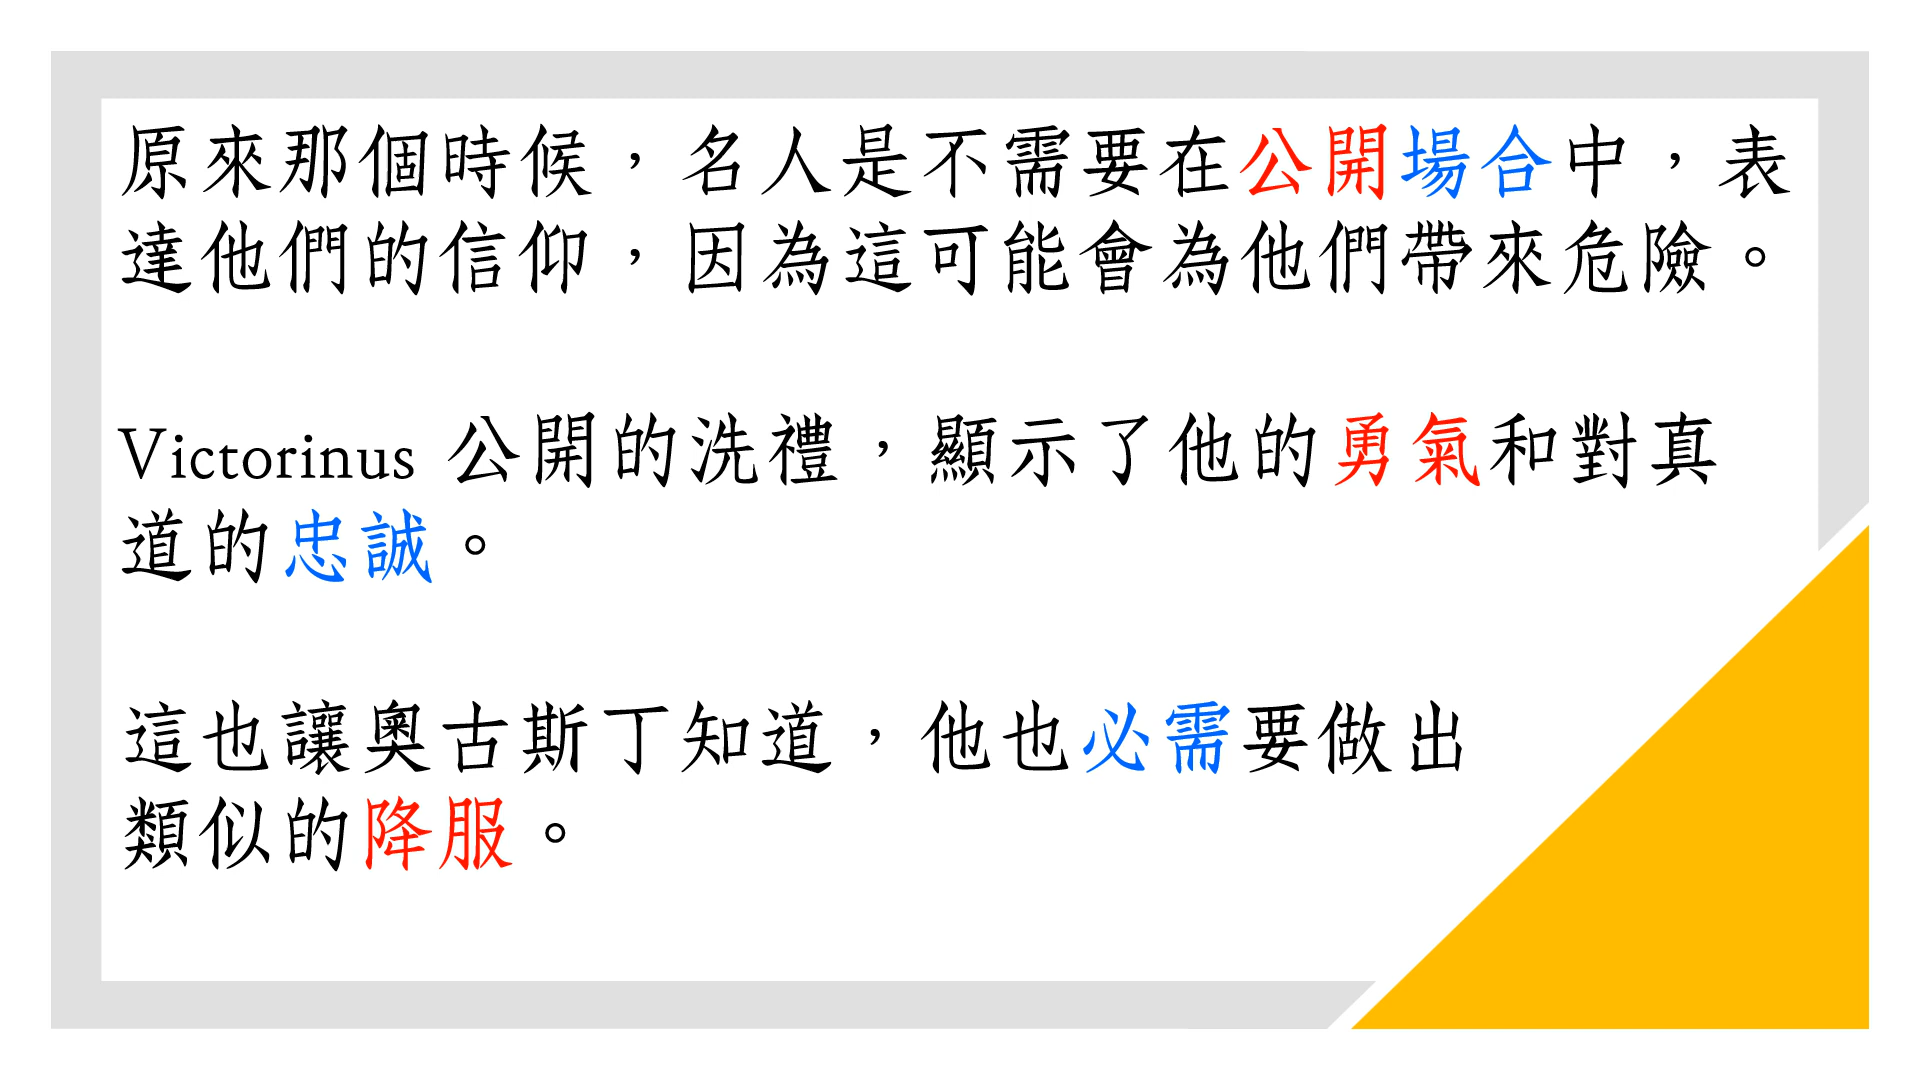 原來那個時候，名人是不需要在公開場合中，表
達他們的信仰，因為這可能會為他們帶來危險。
Victorinus 公開的洗禮，顯示了他的勇氣和對真
道的忠誠。
這也讓奧古斯丁知道，他也必需要做出
類似的降服。